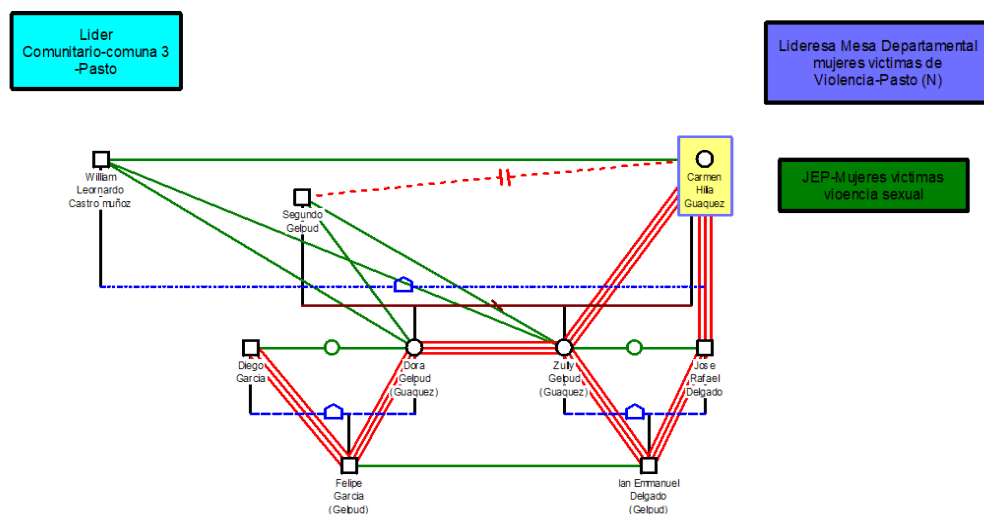 Lider
Comunitario-comuna 3
-Pasto
Lideresa Mesa Departamental
mujeres victimas de
Violencia-Pasto (N)
JEP-Mujeres victimas
vioencia sexual
William
Leornardo
Castro muñoz
Segundo
Gelpud
Carmen
Hilia
Guaquez
Diego
Garcia
Dora
Gelpud
(Guaquez)
Zully
Gelpud
(Guaquez)
Jose
Rafael
Delgado
Felipe
Garcia
(Gelpud)
Ian Emmanuel
Delgado
(Gelpud)